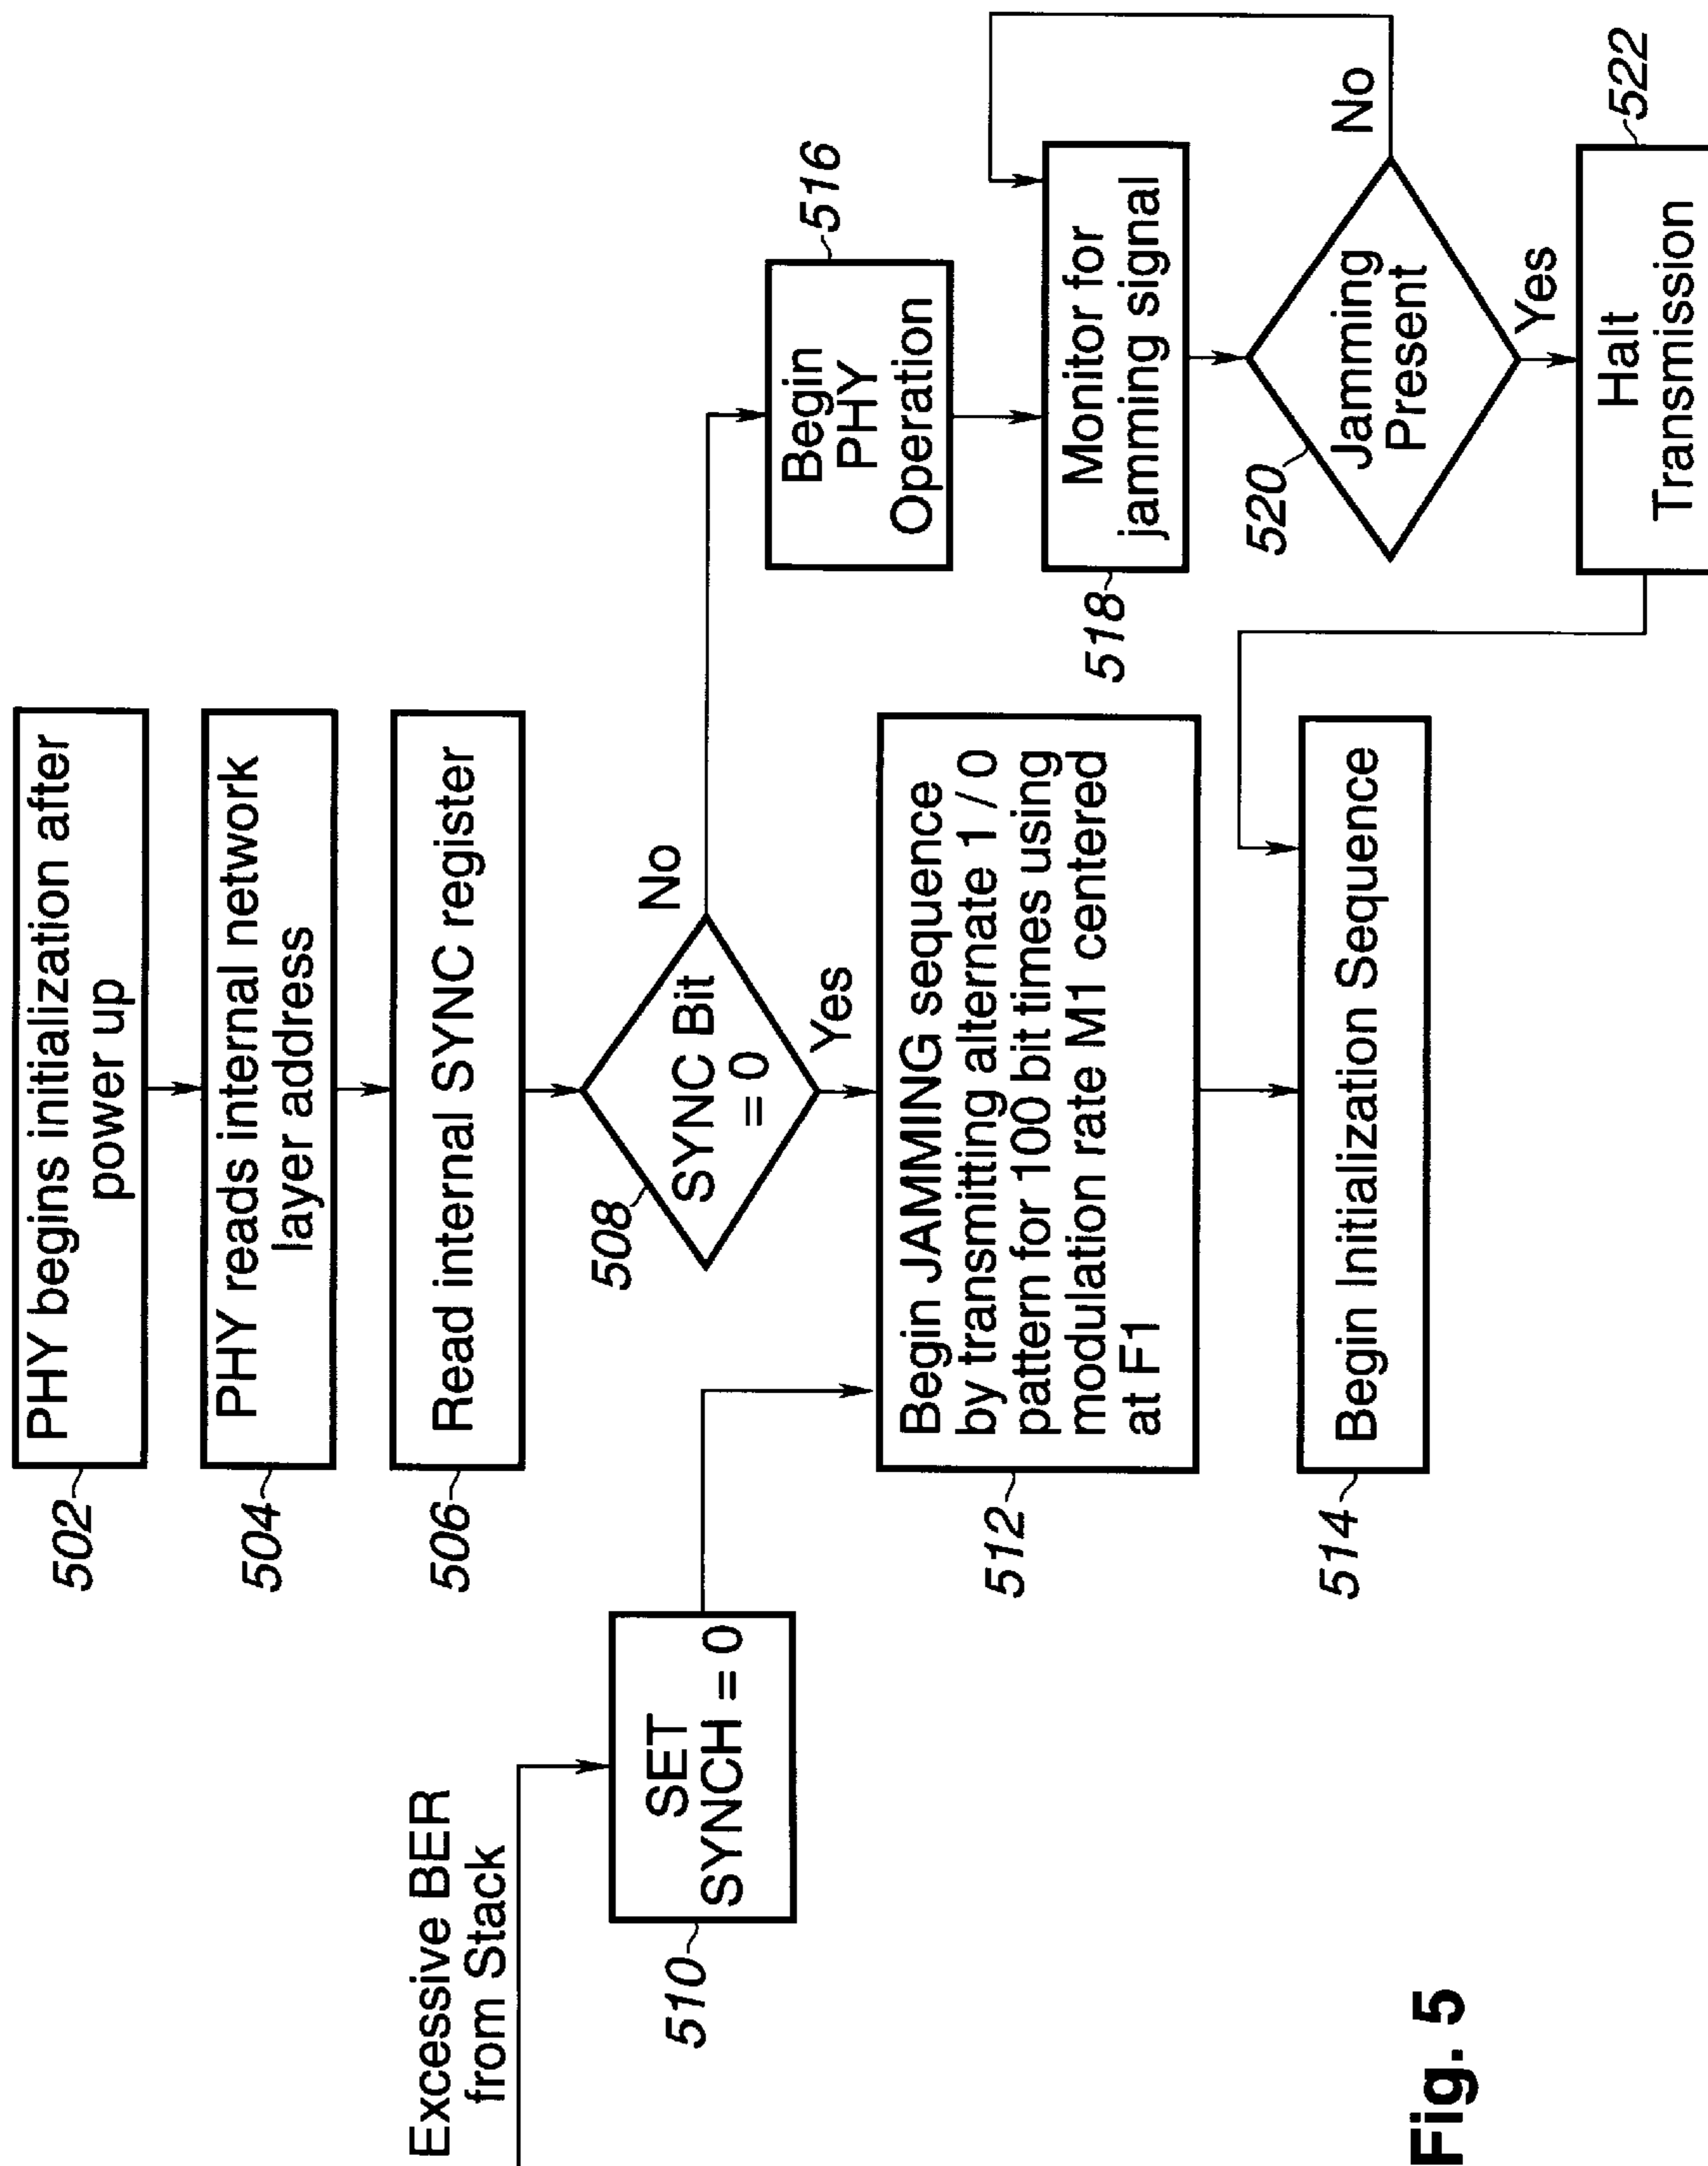 PHY begins initialization after
power up
502
PHY reads internal network
layer address
504
Read internal SYNC register
506
SYNC Bit
= 0
508
No
Yes
Excessive BER
from Stack
SET
SYNCH = 0
510
Begin JAMMING sequence
by transmitting alternate 1 / 0
pattern for 100 bit times using
modulation rate M1 centered
at F1
512
Begin Initialization Sequence
514
Begin
PHY
Operation
516
Monitor for
jamming signal
518
Jamming
Present
520
No
Yes
Halt
Transmission
522
Fig. 5